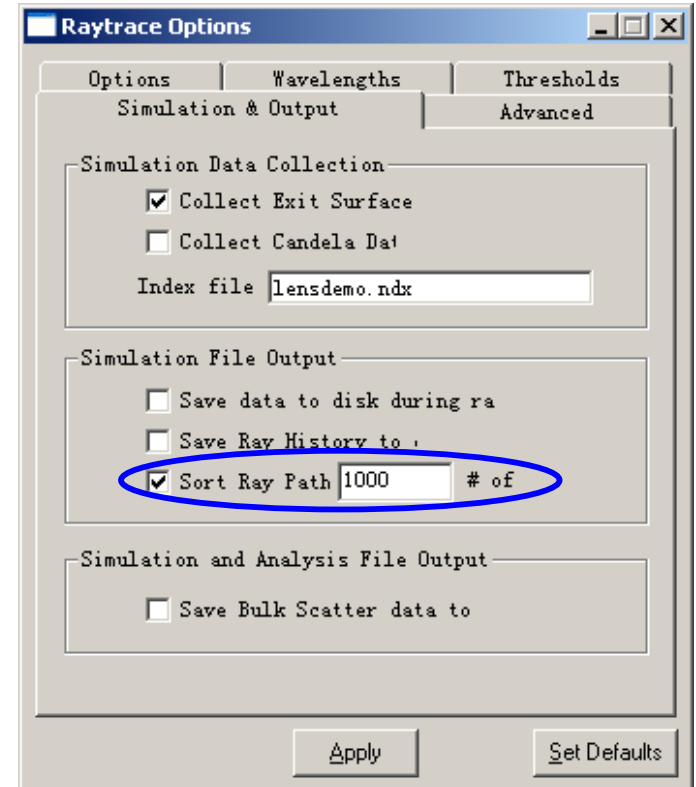 Raytrace Options
Options Wavelengths Thresholds
Simulation & Output Advanced
Simulation Data Collection
Collect Exit Surface
Collect Candela Dat
Index file lensdemo.ndx
Simulation File Output
Save data to disk during ra
Save Ray History to
Sort Ray Path 1000 # of
Simulation and Analysis File Output
Save Bulk Scatter data to
Apply Set Defaults